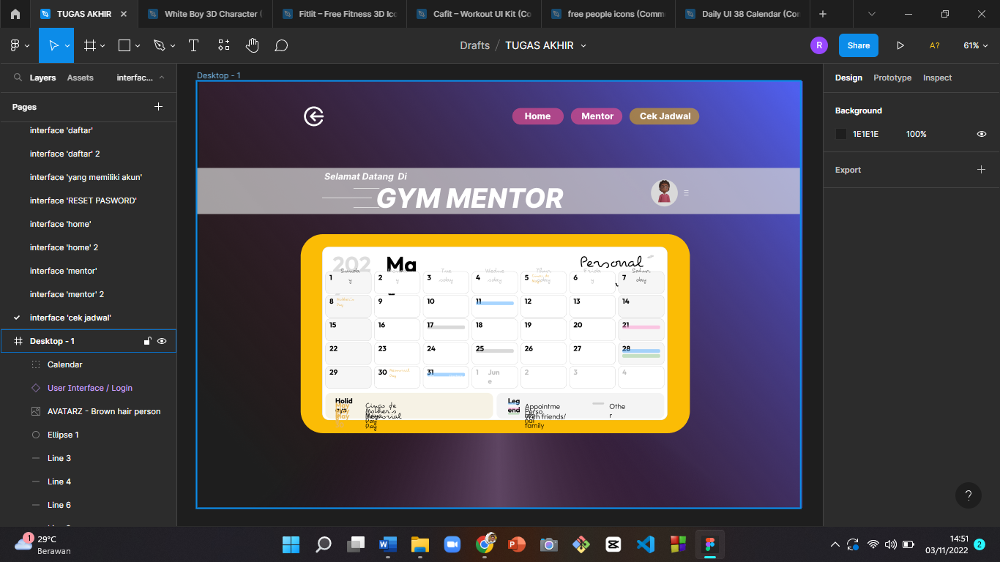 TUGAS AKHIR
White Boy 3D Character (
Fitlit – Free Fitness 3D Ico
Cafit – Workout UI Kit (Co
free people icons (Comm
Daily UI 38 Calendar (Con
Drafts / TUGAS AKHIR
R
Share
A?
61%
Layers
Assets
interfac...
Pages
interface 'daftar'
interface 'daftar' 2
interface 'yang memiliki akun'
interface 'RESET PASWORD'
interface 'home'
interface 'home' 2
interface 'mentor'
interface 'mentor' 2
interface 'cek jadwal'
Desktop - 1
Calendar
User Interface / Login
AVATARZ - Brown hair person
Ellipse 1
Line 3
Line 4
Line 6
Desktop - 1
Home
Mentor
Cek Jadwal
Selamat Datang Di
GYM MENTOR
202
Ma
Personal
Sunda
y
Tue
sday
Wedne
sday
Thur
sday
Frida
y
Satur
day
1 2 3 4 5 6 7
8 Mother's
Day
9 10 11 12 13 14
15 16 17 18 19 20 21
22 23 24 25 26 27 28
29 30 Memorial
Day
31 1 Jun
e
2 3 4
Holid
ays
May
May
Cinco de
Mayo
Mother's
Day
Memorial
Day
Leg
end
Appointme
Perso
nal
With friends/
family
Othe
r
Design
Prototype
Inspect
Background
1E1E1E
100%
Export
?
1
29°C
Berawan
14:51
03/11/2022
2